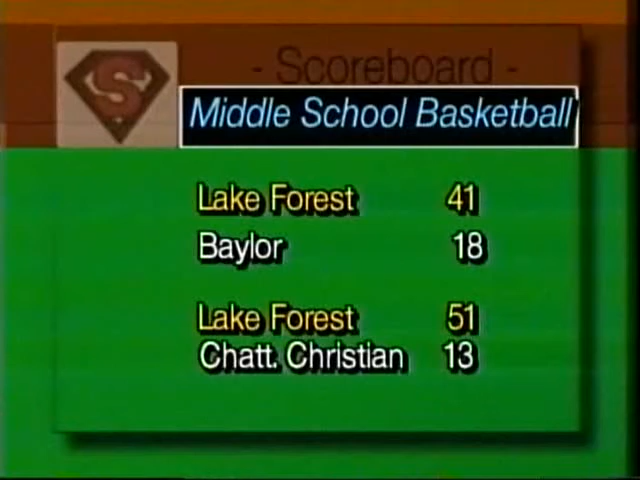 - Scoreboard -
S
Middle School Basketball
Lake Forest 41
Baylor 18
Lake Forest 51
Chatt. Christian 13